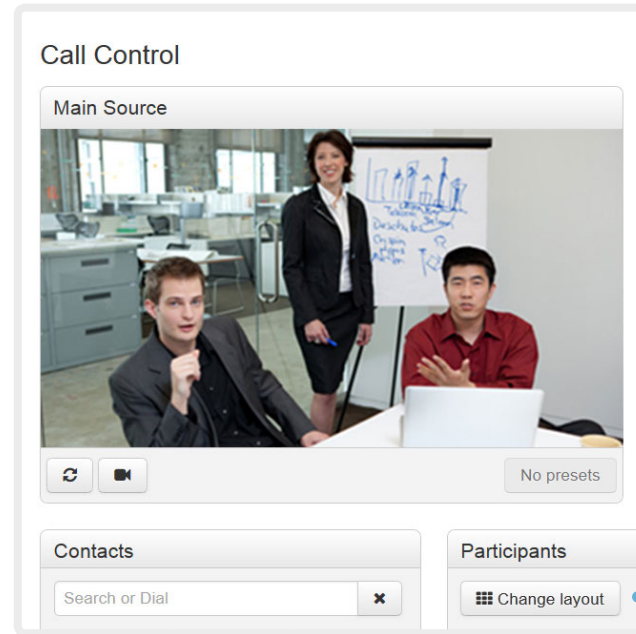 Call Control
Main Source
No presets
Contacts
Participants
Search or Dial
Change layout